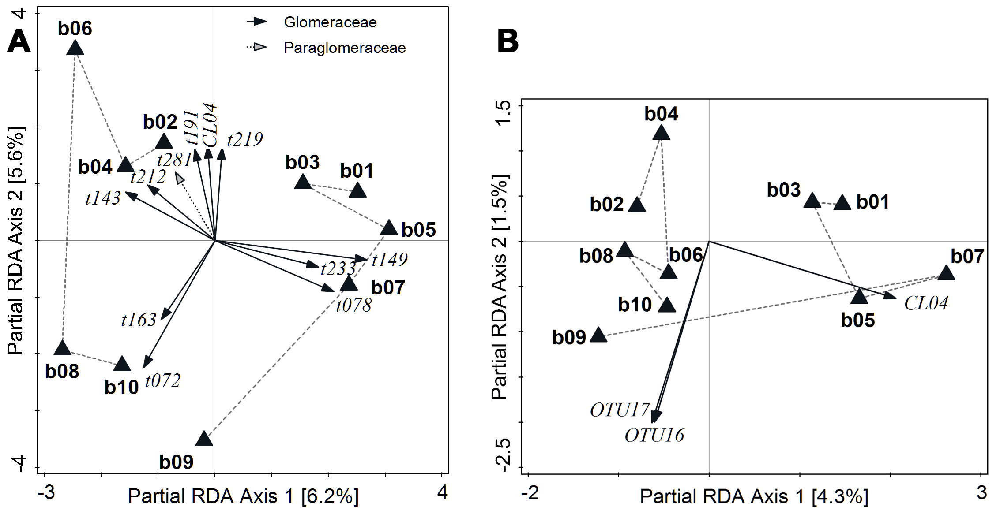 A
4
-4
Partial RDA Axis 2 [5.6%]
Glomeraceae
Paraglomeraceae
b06
b02
t191
CL04
t219
t281
b04
t212
t143
b03
b01
b05
t149
t233
b07
t078
t163
b08
b10
t072
b09
-3
Partial RDA Axis 1 [6.2%]
4
B
1.5
-2.5
Partial RDA Axis 2 [1.5%]
b04
b03
b01
b02
b08
b06
b07
b10
CL04
b05
b09
OTU17
OTU16
-2
Partial RDA Axis 1 [4.3%]
3